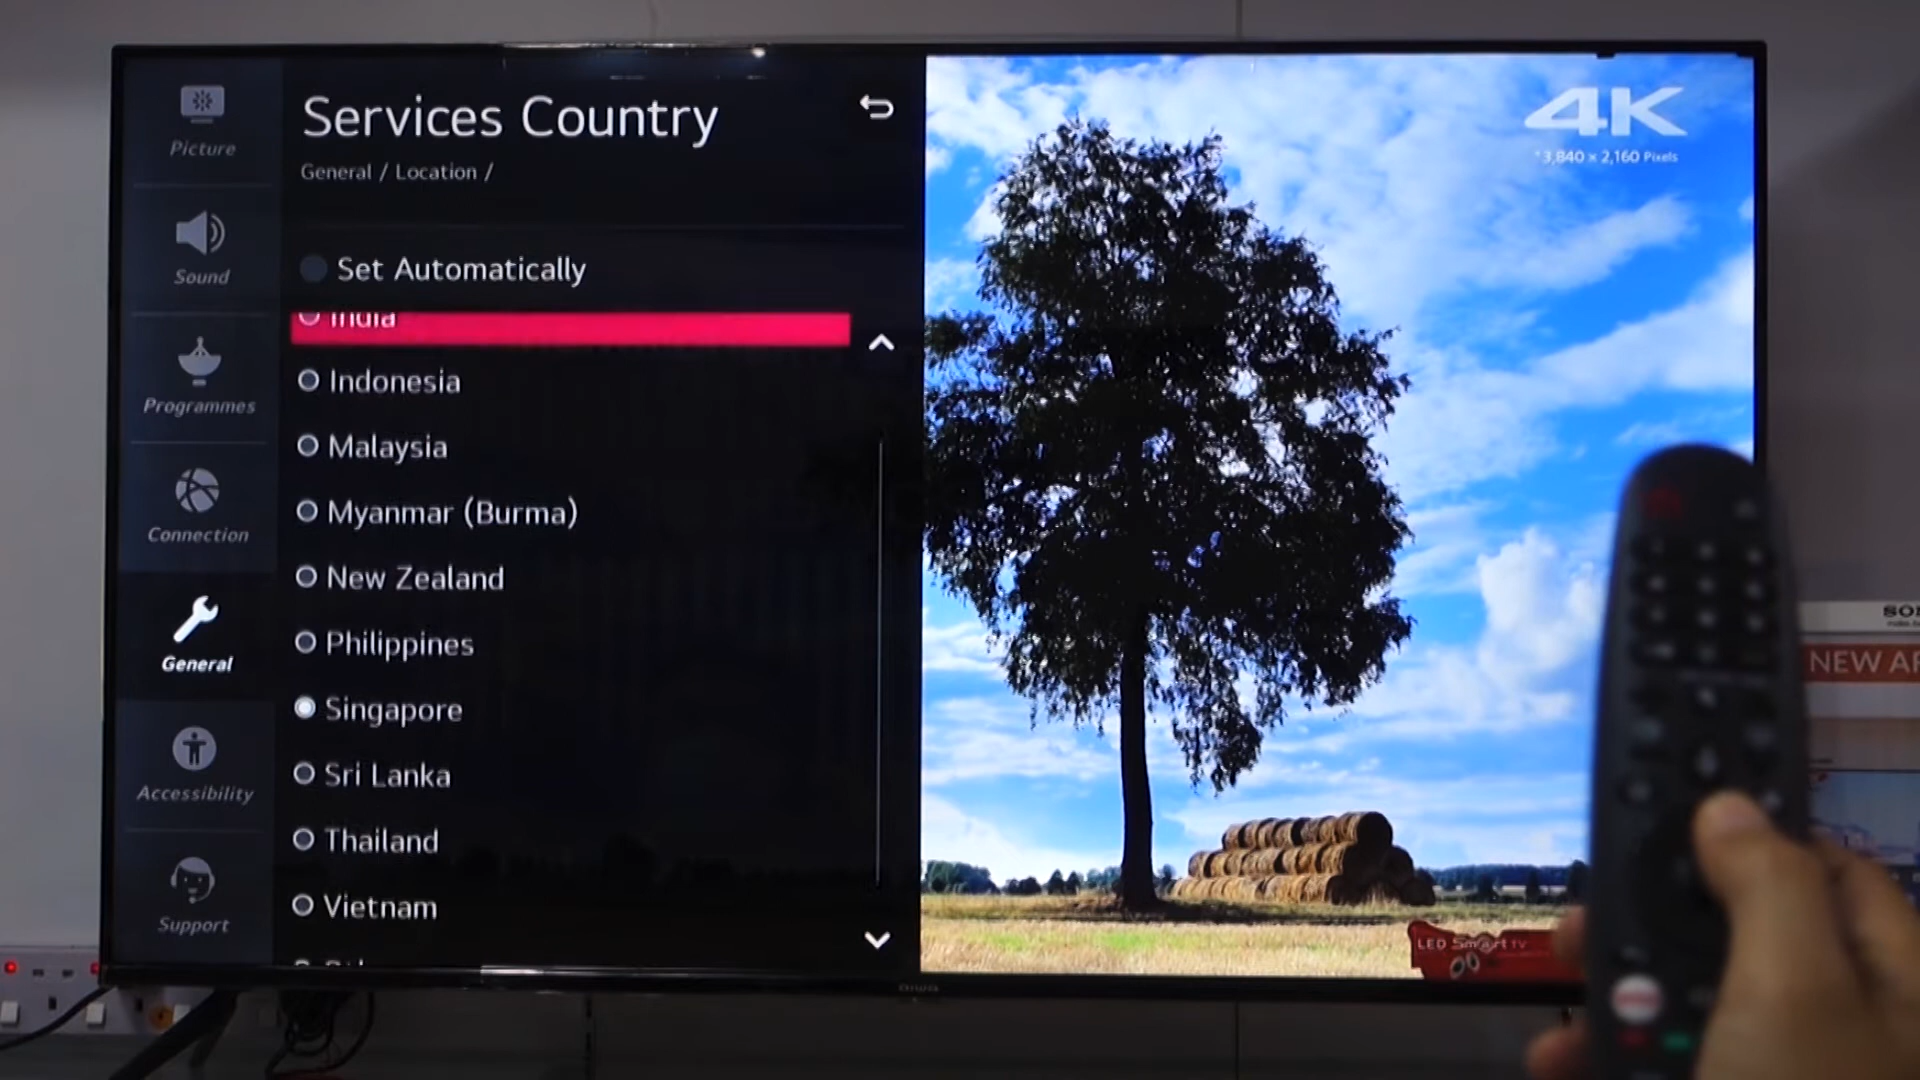 Picture
Sound
Programmes
Connection
General
Accessibility
Support
Services Country
General / Location /
Set Automatically
India
Indonesia
Malaysia
Myanmar (Burma)
New Zealand
Philippines
Singapore
Sri Lanka
Thailand
Vietnam
4K
*3,840 x 2,160 Pixels
LED Smart TV
aiwa
NEW